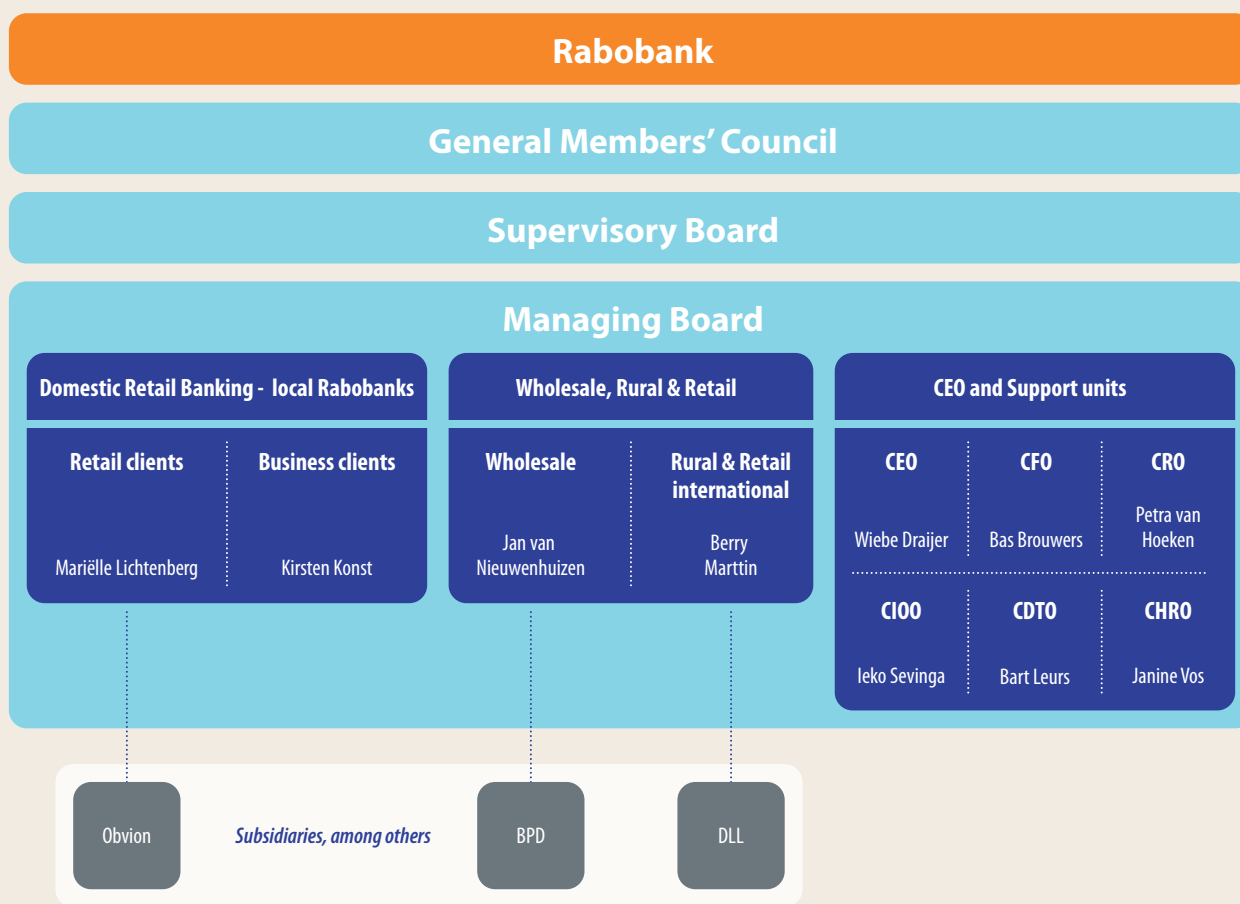 Rabobank
General Members’ Council
Supervisory Board
Managing Board
Domestic Retail Banking - local Rabobanks
Retail clients
Mariëlle Lichtenberg
Business clients
Kirsten Konst
Wholesale, Rural & Retail
Wholesale
Jan van
Nieuwenhuizen
Rural & Retail
international
Berry
Marttin
CEO and Support units
CEO
Wiebe Draijer
CFO
Bas Brouwers
CRO
Petra van
Hoeken
CIOO
Ieko Sevinga
CDTO
Bart Leurs
CHRO
Janine Vos
Obvion
Subsidiaries, among others
BPD
DLL